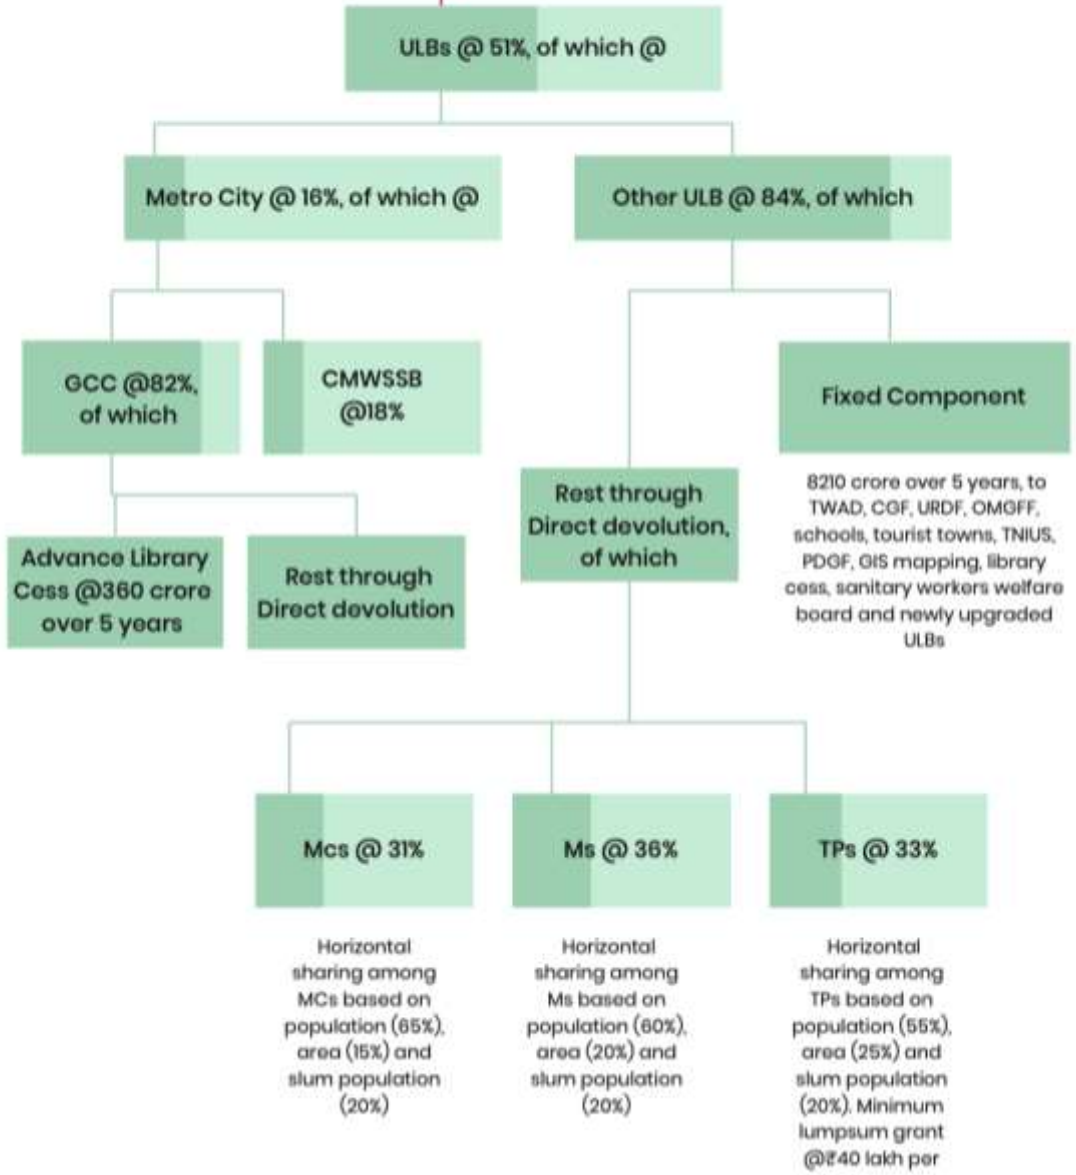 ULBs @ 51%, of which @
Metro City @ 16%, of which @
Other ULB @ 84%, of which
GCC @82%,
of which
CMWSSB
@18%
Fixed Component
8210 crore over 5 years, to
TWAD, CGF, URDF, OMGFF,
schools, tourist towns, TNIUS,
PDGF, GIS mapping, library
cess, sanitary workers welfare
board and newly upgraded
ULBs
Rest through
Direct devolution,
of which
Advance Library
Cess @360 crore
over 5 years
Rest through
Direct devolution
Mcs @ 31%
Ms @ 36%
TPs @ 33%
Horizontal
sharing among
MCs based on
population (65%),
area (15%) and
slum population
(20%)
Horizontal
sharing among
Ms based on
population (60%),
area (20%) and
slum population
(20%)
Horizontal
sharing among
TPs based on
population (55%),
area (25%) and
slum population
(20%). Minimum
lumpsum grant
@₹40 lakh per